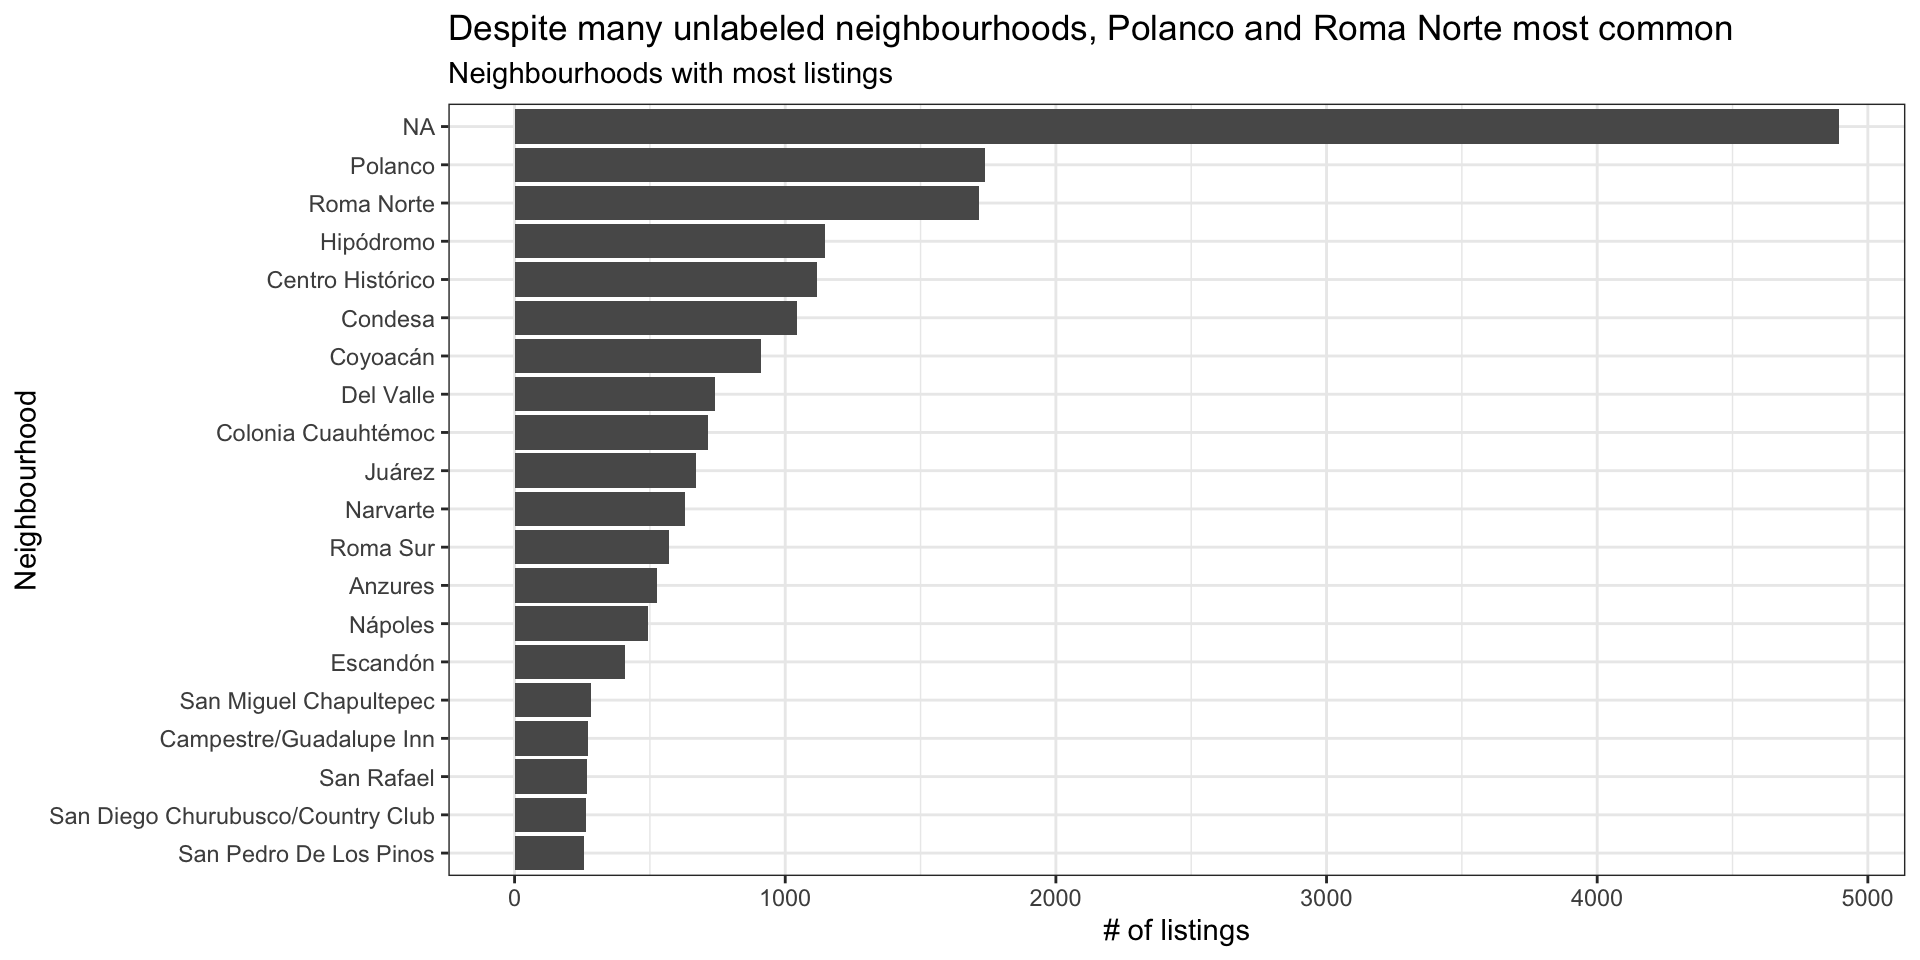 Despite many unlabeled neighbourhoods, Polanco and Roma Norte most common
Neighbourhoods with most listings
Neighbourhood
NA
Polanco
Roma Norte
Hipódromo
Centro Histórico
Condesa
Coyoacán
Del Valle
Colonia Cuauhtémoc
Juárez
Narvarte
Roma Sur
Anzures
Nápoles
Escandón
San Miguel Chapultepec
Campestre/Guadalupe Inn
San Rafael
San Diego Churubusco/Country Club
San Pedro De Los Pinos
0 1000 2000 3000 4000 5000
# of listings